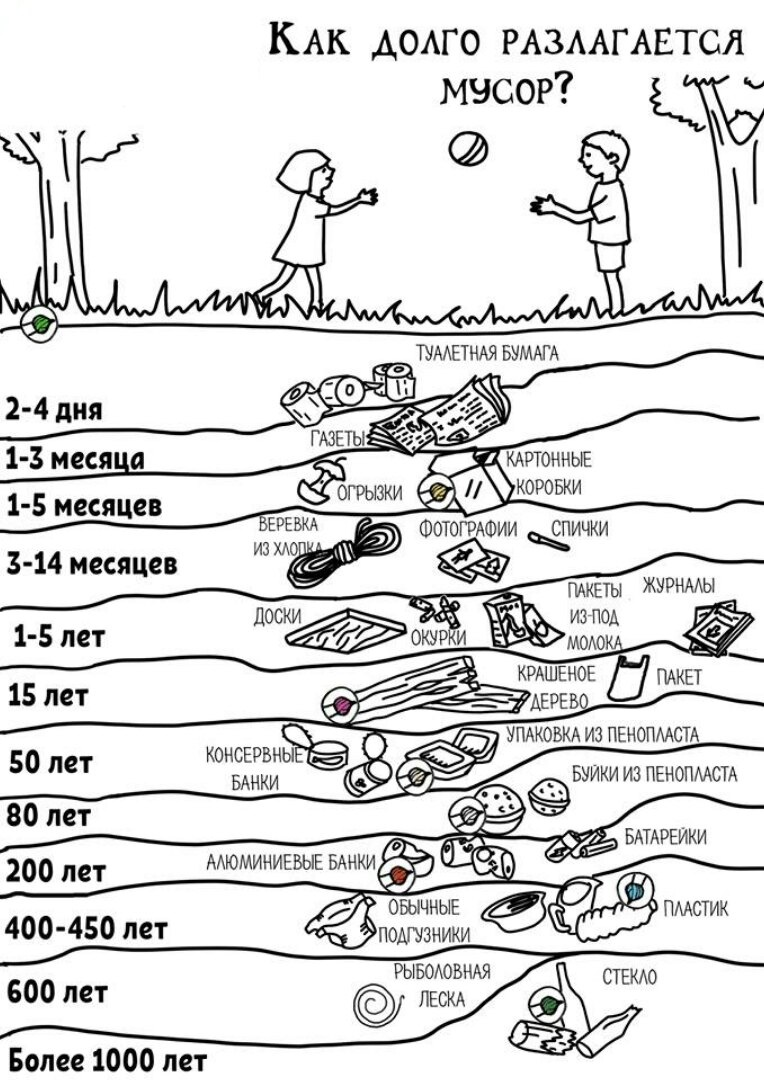 Как долго разлагается
мусор?
Туалетная бумага
2-4 дня
Газеты
1-3 месяца
Картонные
коробки
Огрызки
1-5 месяцев
Веревка
из хлопка
Фотографии
Спички
3-14 месяцев
Доски
Окурки
Пакеты
из-под
молока
Журналы
1-5 лет
Крашеное
дерево
Пакет
15 лет
Консервные
банки
Упаковка из пенопласта
50 лет
Буйки из пенопласта
80 лет
Алюминиевые банки
Батарейки
200 лет
Обычные
подгузники
Пластик
400-450 лет
Рыболовная
леска
600 лет
Стекло
Более 1000 лет